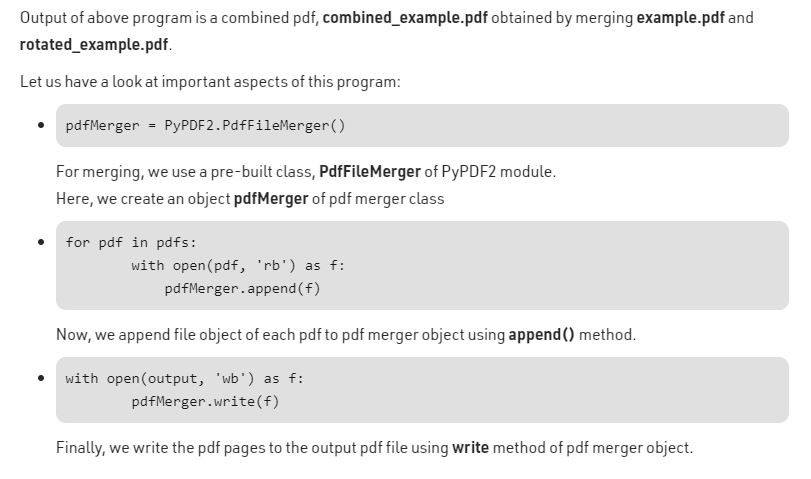 Output of above program is a combined pdf, combined_example.pdf obtained by merging example.pdf and
rotated_example.pdf.
Let us have a look at important aspects of this program:
• pdfMerger = PyPDF2.PdfFileMerger()
For merging, we use a pre-built class, PdfFileMerger of PyPDF2 module.
Here, we create an object pdfMerger of pdf merger class
• for pdf in pdfs:
        with open(pdf, 'rb') as f:
            pdfMerger.append(f)
Now, we append file object of each pdf to pdf merger object using append() method.
• with open(output, 'wb') as f:
        pdfMerger.write(f)
Finally, we write the pdf pages to the output pdf file using write method of pdf merger object.